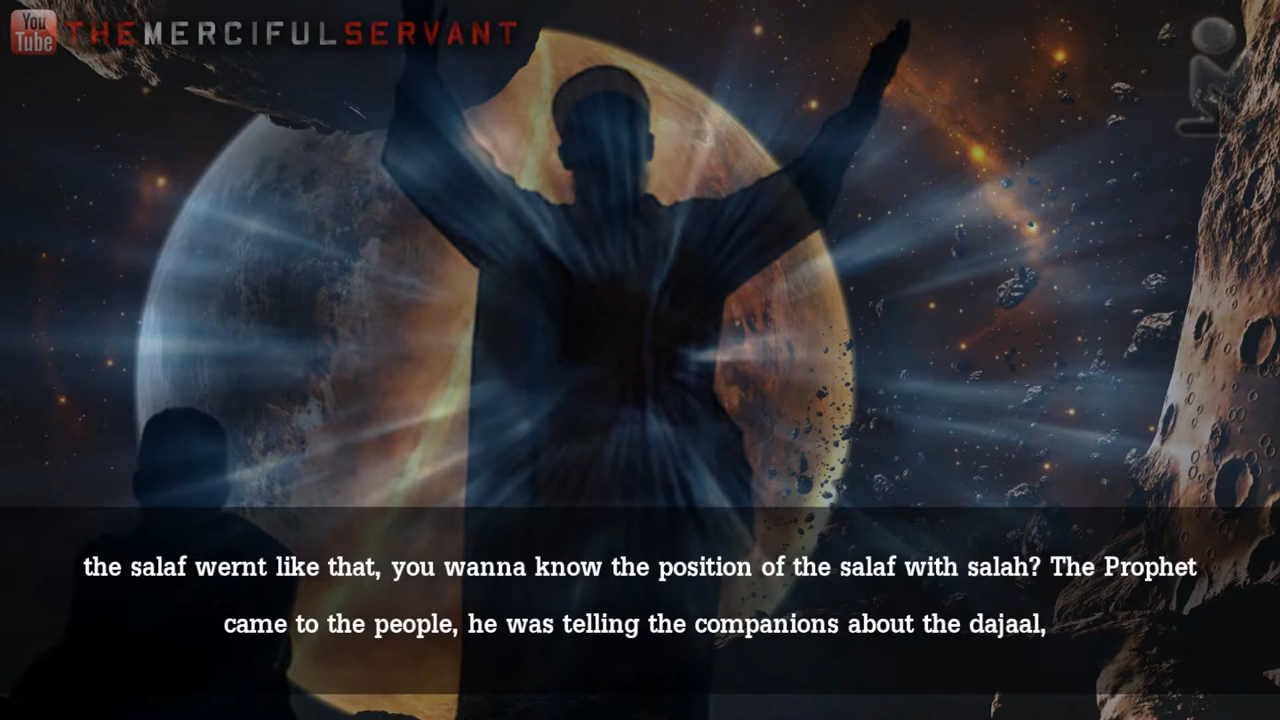 You
Tube
THEMERCIFULSERVANT
the salaf wernt like that, you wanna know the position of the salaf with salah? The Prophet
came to the people, he was telling the companions about the dajaal,